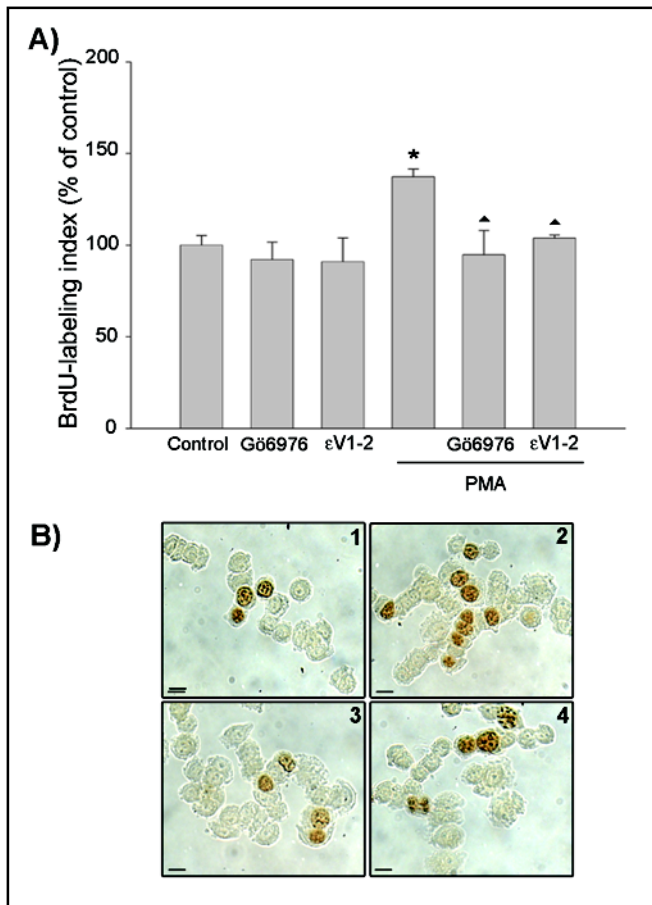 A)
BrdU-labeling index (% of control)
200
150
100
50
0
*
Control Gö6976 εV1-2 Gö6976 εV1-2
PMA
B)
1
2
3
4